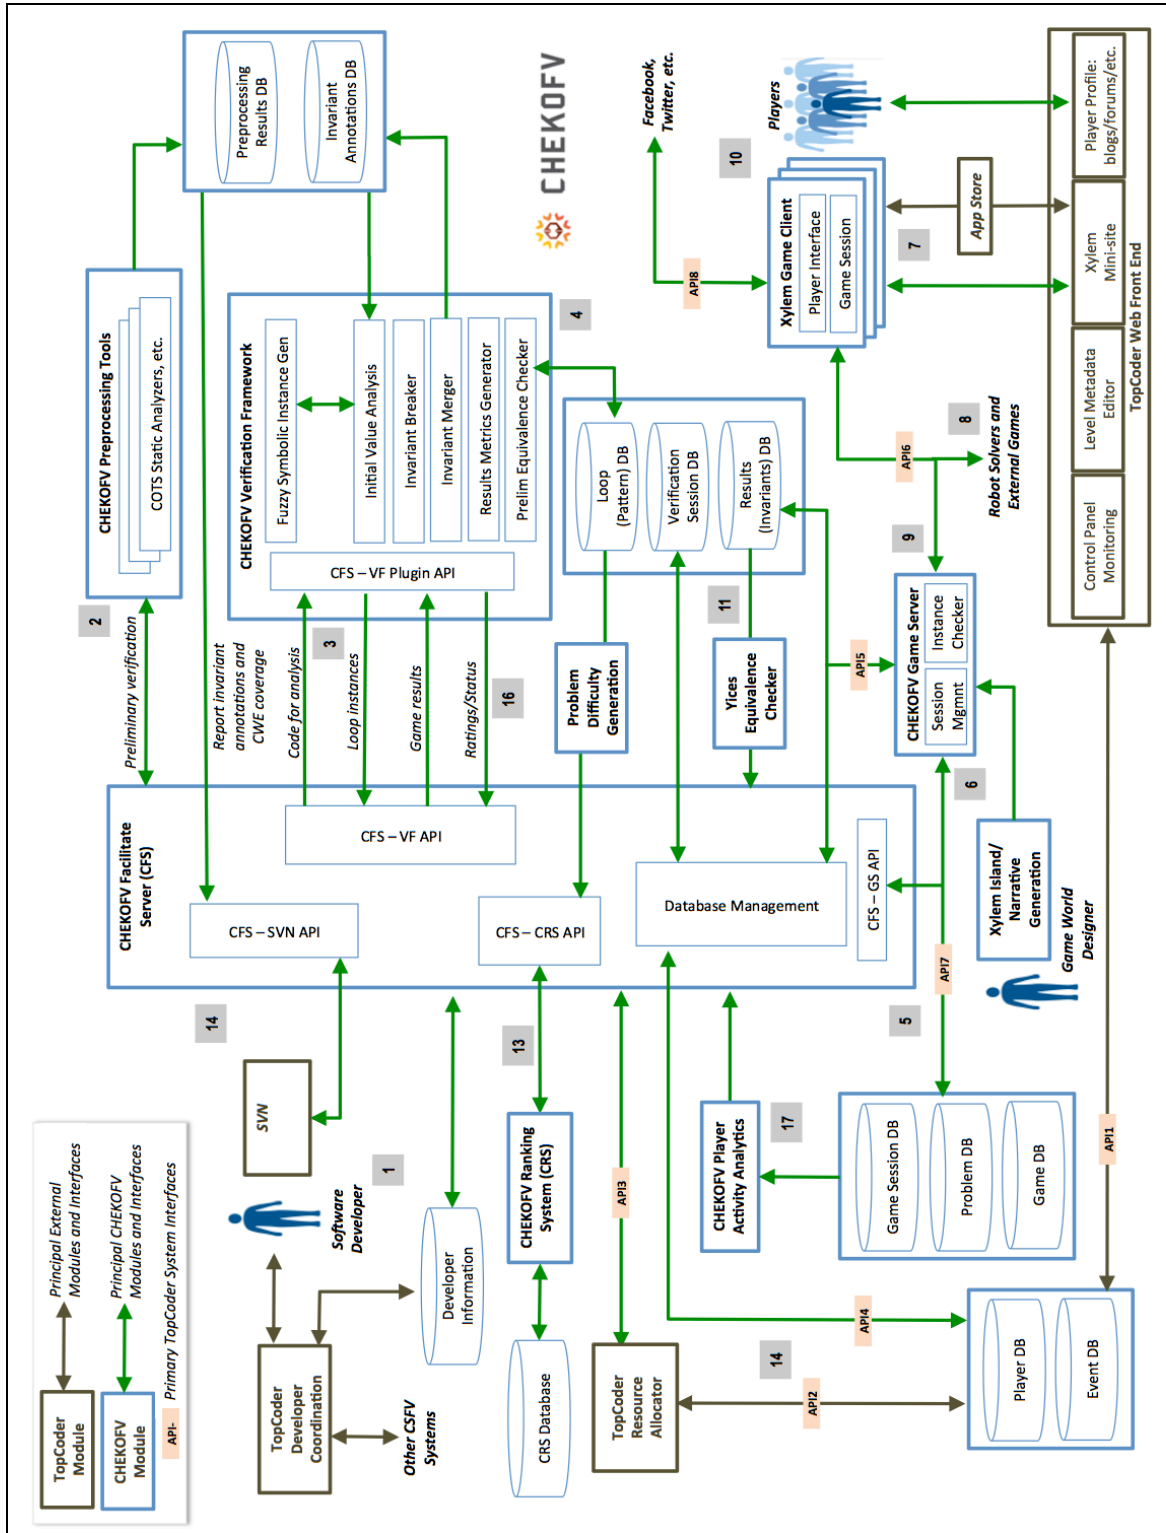 TopCoder
Module
CHEKOFV
Module
API-
Principal External
Modules and Interfaces
Principal CHEKOFV
Modules and Interfaces
Primary TopCoder System Interfaces
TopCoder
Developer
Coordination
Other CSFV
Systems
Software
Developer
1
SVN
14
Developer
Information
CRS Database
CHEKOFV Ranking
System (CRS)
13
TopCoder
Resource
Allocator
API3
CHEKOFV Player
Activity Analytics
17
API4
14
API2
Player DB
Event DB
Game Session DB
Problem DB
Game DB
5
API7
API1
CHEKOFV Facilitate
Server (CFS)
CFS – SVN API
CFS – VF API
CFS – CRS API
Database Management
CFS – GS API
Game World
Designer
Xylem Island/
Narrative
Generation
6
2
Preliminary verification
Report invariant
annotations and
CWE coverage
Code for analysis
3
Loop instances
Game results
Ratings/Status
16
Problem
Difficulty
Generation
Yices
Equivalence
Checker
11
API5
CHEKOFV Game Server
Session
Mgmnt
Instance
Checker
9
CHEKOFV Preprocessing Tools
COTS Static Analyzers, etc.
CHEKOFV Verification Framework
CFS – VF Plugin API
Fuzzy Symbolic Instance Gen
Initial Value Analysis
Invariant Breaker
Invariant Merger
Results Metrics Generator
Prelim Equivalence Checker
4
Loop
(Pattern) DB
Verification
Session DB
Results
(Invariants) DB
API6
Robot Solvers and
External Games
8
Preprocessing
Results DB
Invariant
Annotations DB
CHEKOFV
Facebook,
Twitter, etc.
API8
10
Players
Xylem Game Client
Player Interface
Game Session
7
App Store
Control Panel
Monitoring
Level Metadata
Editor
Xylem
Mini-site
Player Profile:
blogs/forums/etc.
TopCoder Web Front End